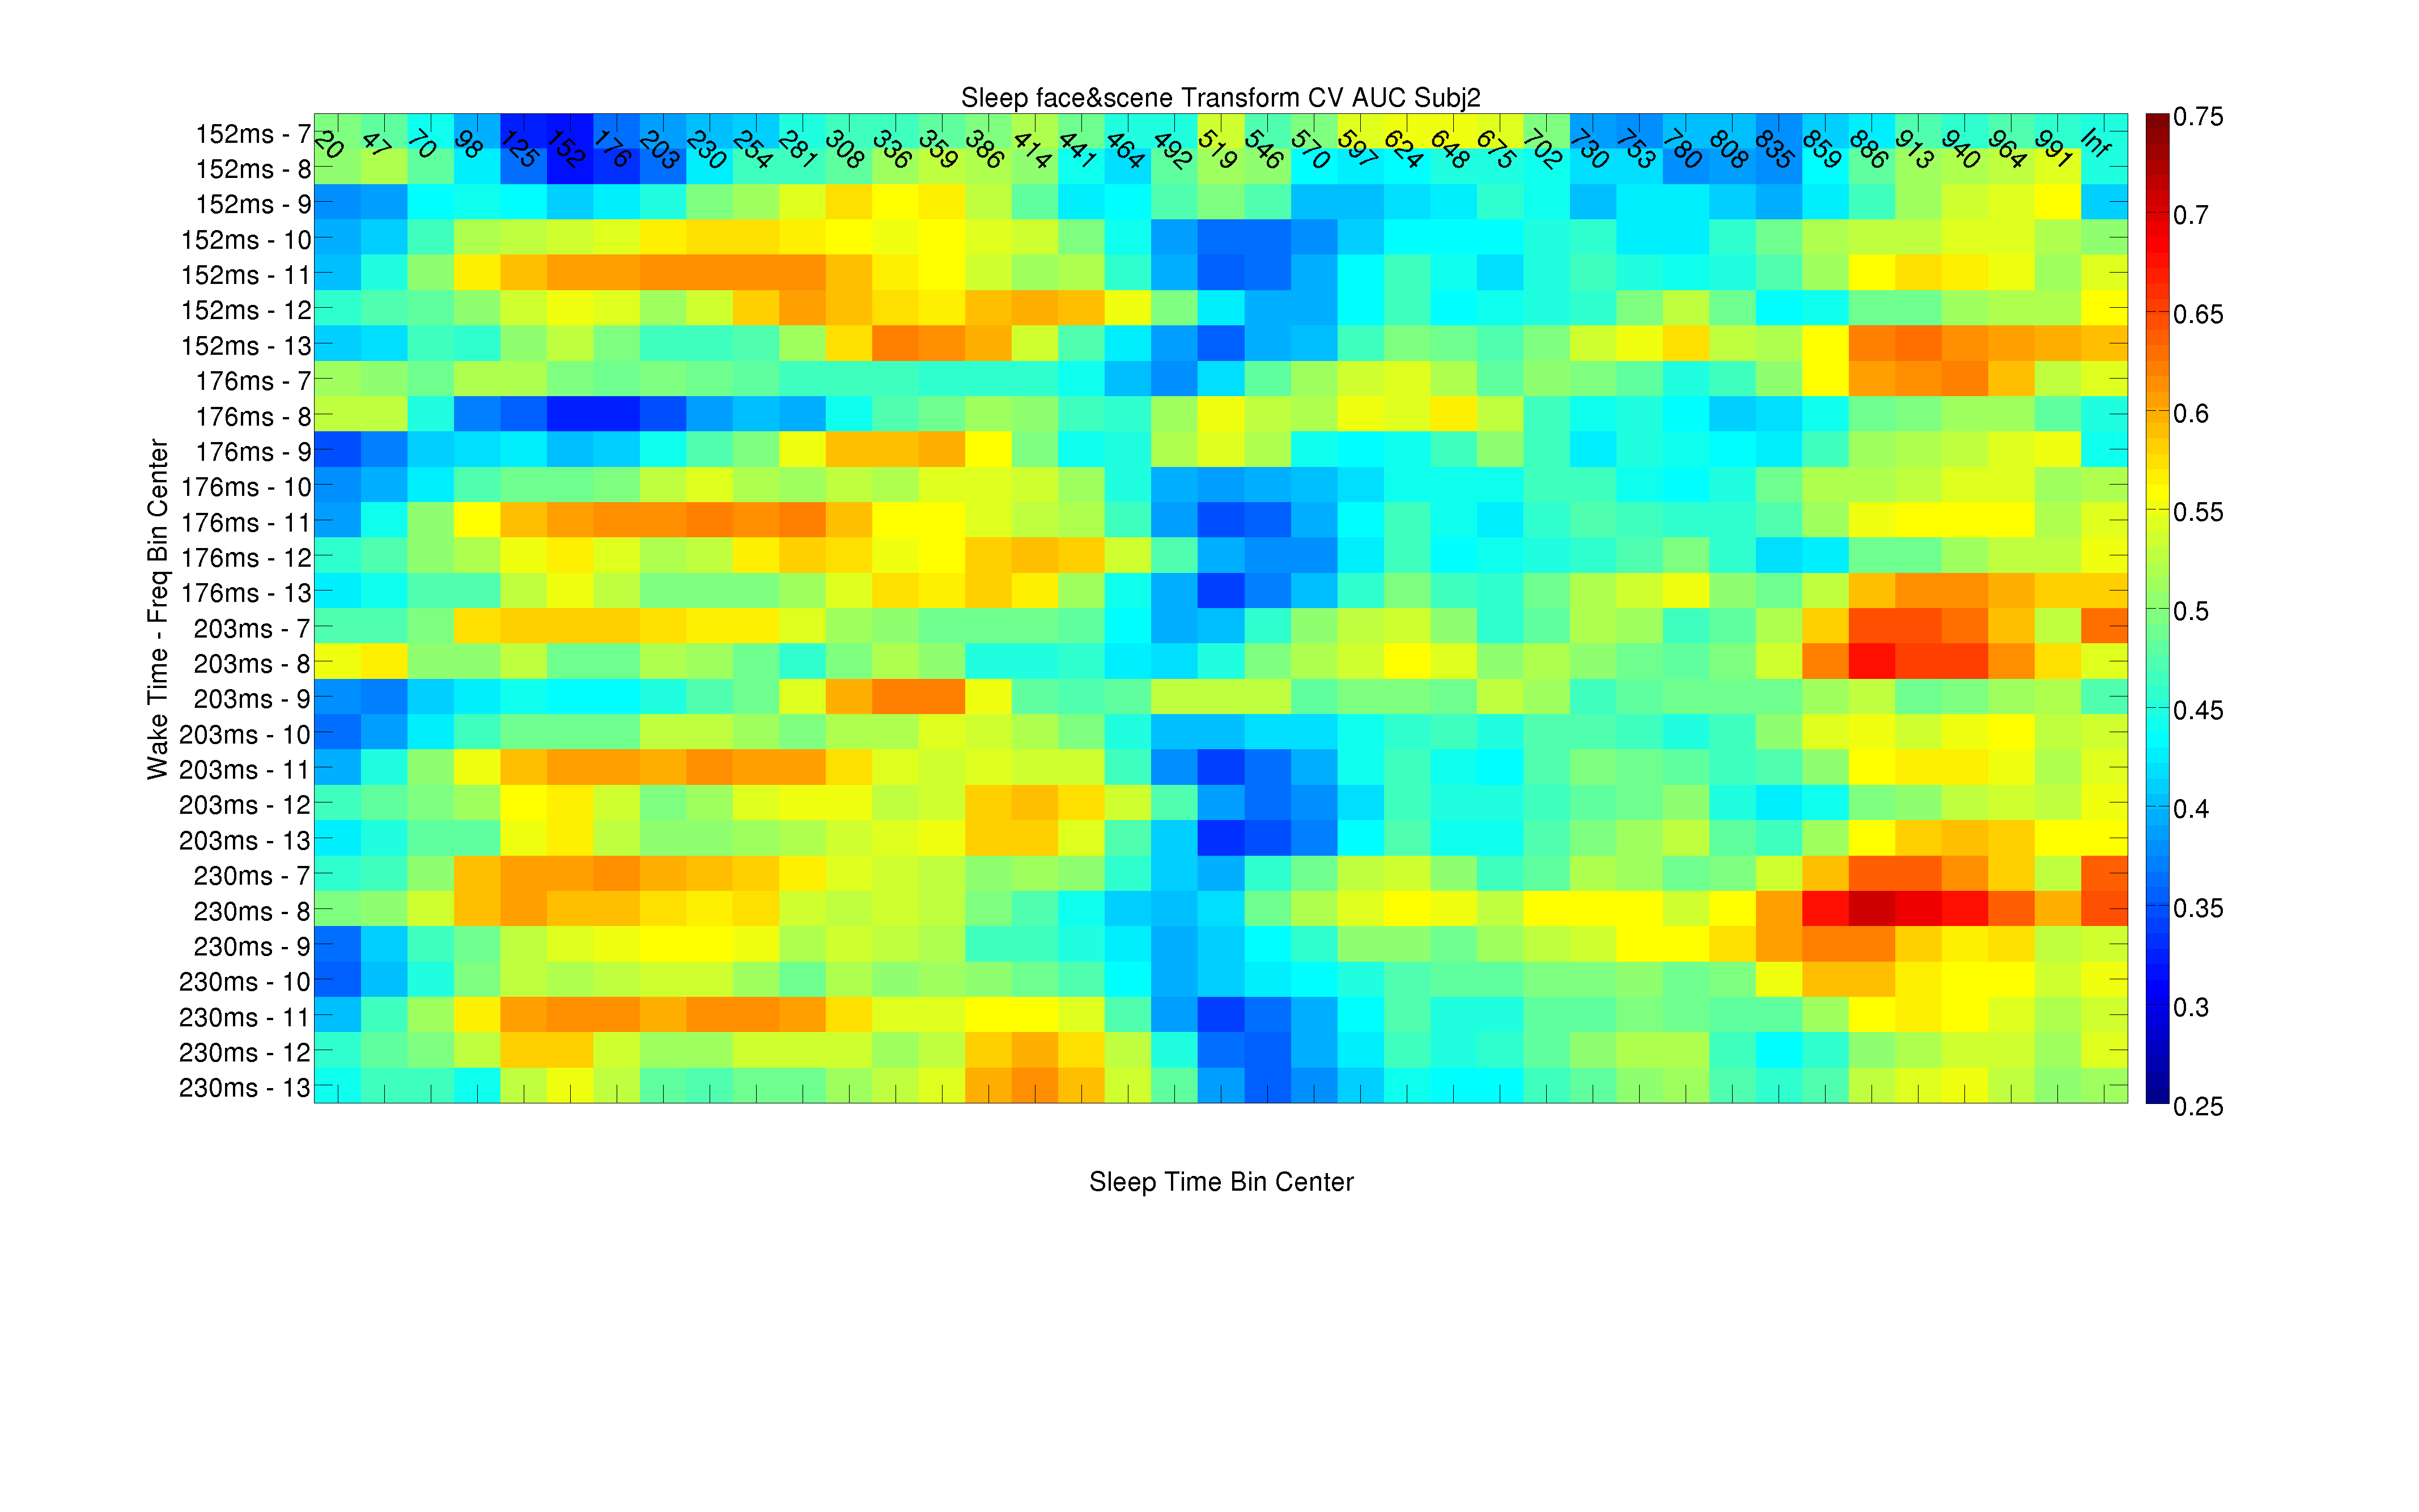 Sleep face&scene Transform CV AUC Subj2
20 47 70 98 125 152 176 203 230 254 281 308 336 359 386 414 441 464 492 519 546 570 597 624 648 675 702 730 753 780 808 835 859 886 913 940 964 991 Inf
152ms - 7
152ms - 8
152ms - 9
152ms - 10
152ms - 11
152ms - 12
152ms - 13
176ms - 7
176ms - 8
176ms - 9
176ms - 10
176ms - 11
176ms - 12
176ms - 13
203ms - 7
203ms - 8
203ms - 9
203ms - 10
203ms - 11
203ms - 12
203ms - 13
230ms - 7
230ms - 8
230ms - 9
230ms - 10
230ms - 11
230ms - 12
230ms - 13
Wake Time - Freq Bin Center
Sleep Time Bin Center
0.75
0.7
0.65
0.6
0.55
0.5
0.45
0.4
0.35
0.3
0.25